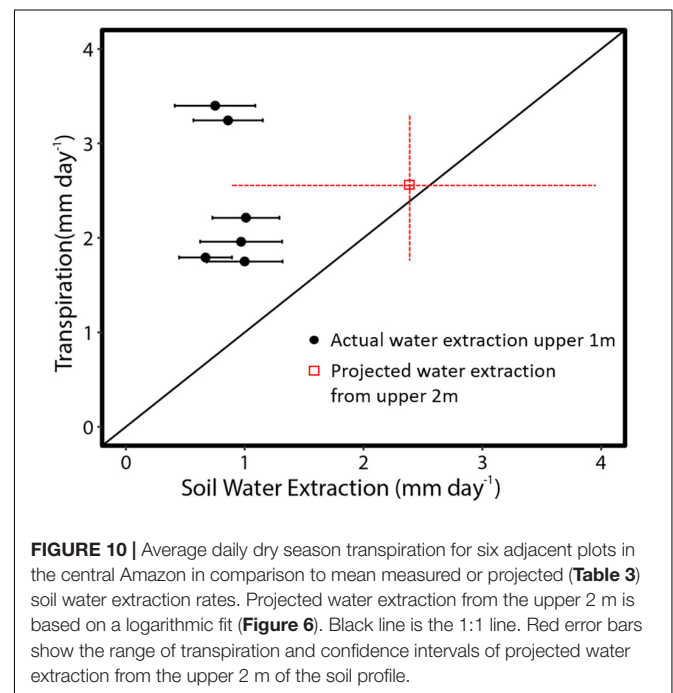 4
3
2
1
0
Transpiration(mm day⁻¹)
Actual water extraction upper 1m
Projected water extraction
from upper 2m
0 1 2 3 4
Soil Water Extraction (mm day⁻¹)
FIGURE 10 | Average daily dry season transpiration for six adjacent plots in
the central Amazon in comparison to mean measured or projected (Table 3)
soil water extraction rates. Projected water extraction from the upper 2 m is
based on a logarithmic fit (Figure 6). Black line is the 1:1 line. Red error bars
show the range of transpiration and confidence intervals of projected water
extraction from the upper 2 m of the soil profile.